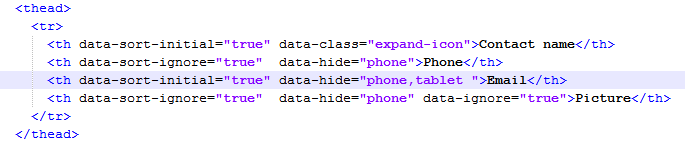 <thead>
<tr>
<th data-sort-initial="true" data-class="expand-icon">Contact name</th>
<th data-sort-ignore="true"  data-hide="phone">Phone</th>
<th data-sort-initial="true" data-hide="phone,tablet ">Email</th>
<th data-sort-ignore="true"  data-hide="phone" data-ignore="true">Picture</th>
</tr>
</thead>